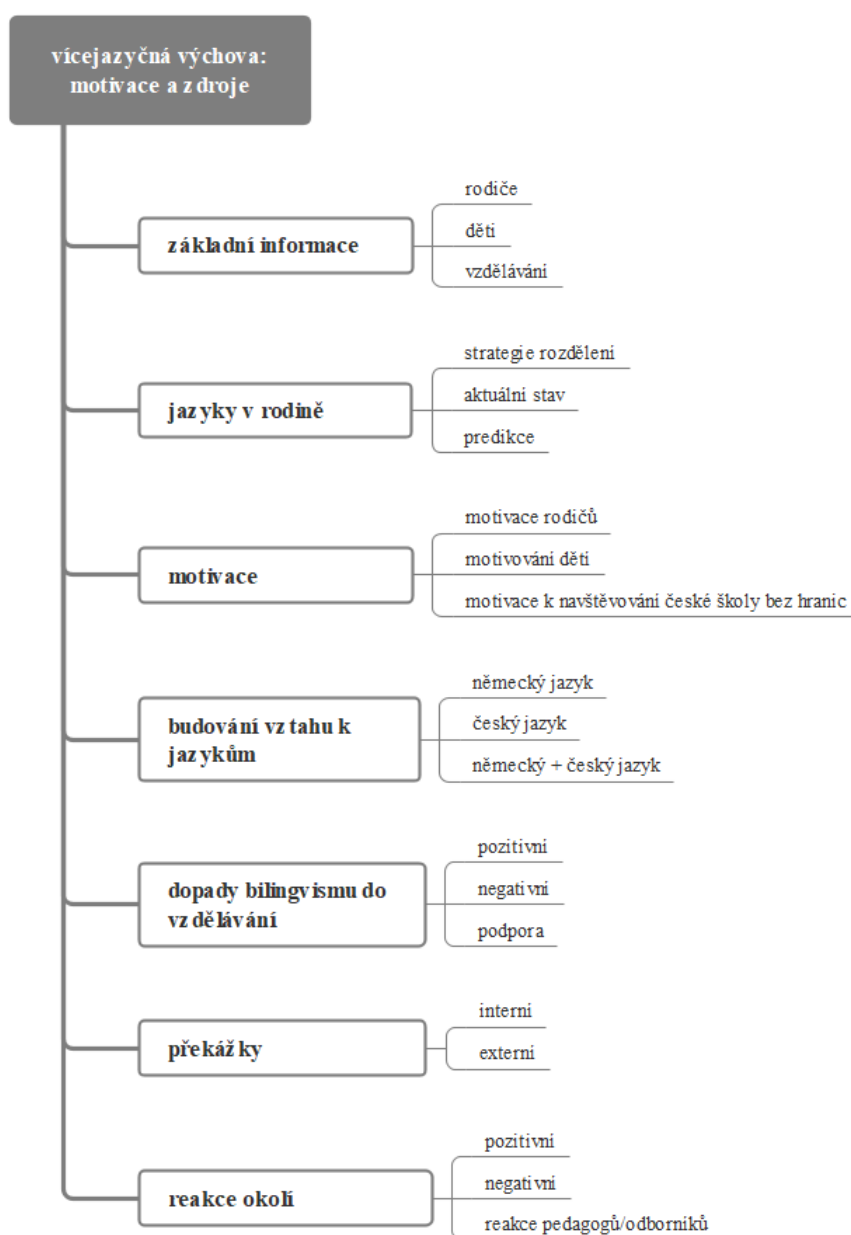 vícejazyčná výchova:
motivace a zdroje
základní informace
rodiče
děti
vzdělávání
jazyky v rodině
strategie rozdělení
aktuální stav
predikce
motivace
motivace rodičů
motivování dětí
motivace k navštěvování české školy bez hranic
budování vztahu k
jazykům
německý jazyk
český jazyk
německý + český jazyk
dopady bilingvismu do
vzdělávání
pozitivní
negativní
podpora
překážky
interní
externí
reakce okolí
pozitivní
negativní
reakce pedagogů/odborníků